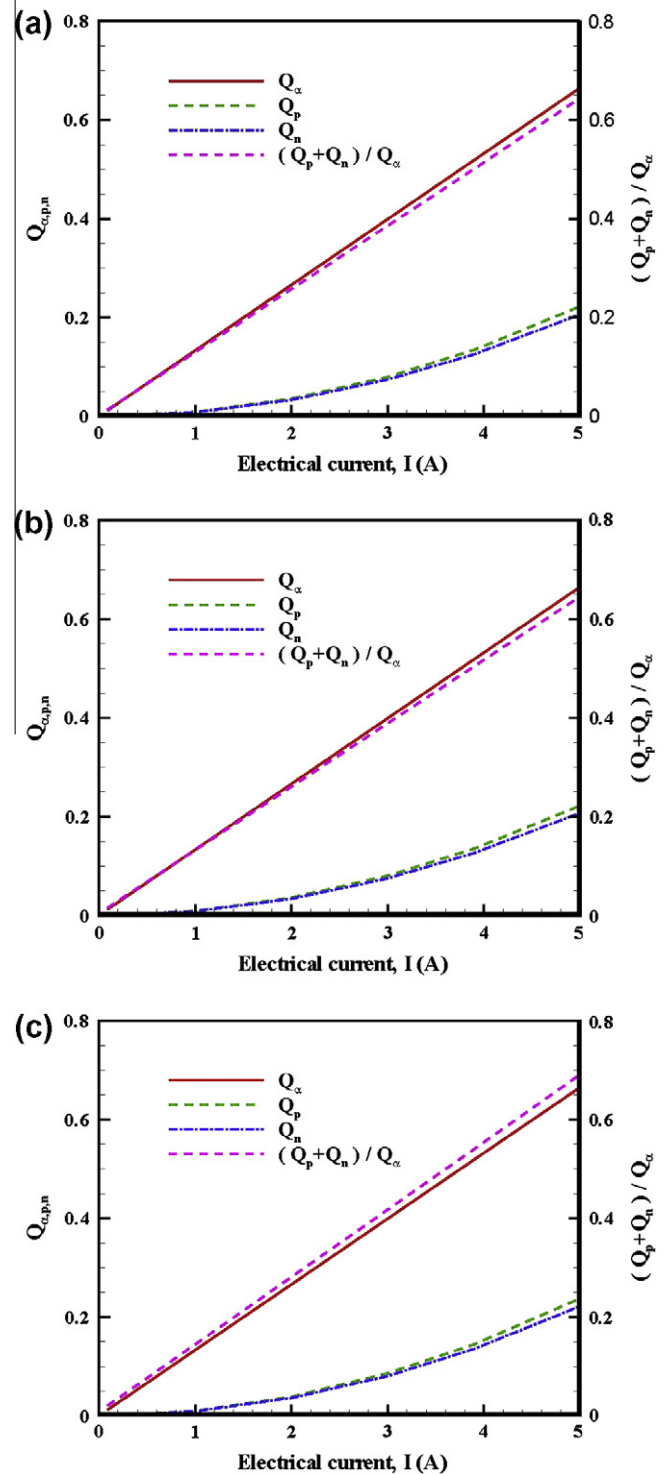 (a)
0.8
0.8
Qα
Qp
Qn
(Qp+Qn) / Qα
0.6
0.6
Qα,p,n
0.4
0.4
(Qp+Qn) / Qα
0.2
0.2
0
0
0
1
2
3
4
5
Electrical current, I (A)
(b)
0.8
0.8
Qα
Qp
Qn
(Qp+Qn) / Qα
0.6
0.6
Qα,p,n
0.4
0.4
(Qp+Qn) / Qα
0.2
0.2
0
0
0
1
2
3
4
5
Electrical current, I (A)
(c)
0.8
0.8
Qα
Qp
Qn
(Qp+Qn) / Qα
0.6
0.6
Qα,p,n
0.4
0.4
(Qp+Qn) / Qα
0.2
0.2
0
0
0
1
2
3
4
5
Electrical current, I (A)